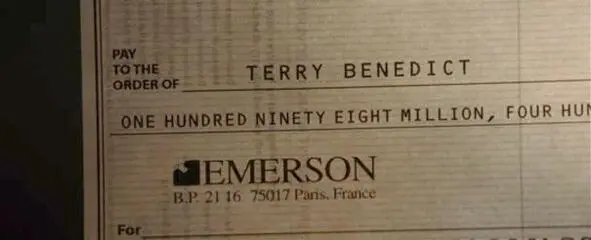 PAY
TO THE
ORDER OF
TERRY BENEDICT
ONE HUNDRED NINETY EIGHT MILLION, FOUR HUN
EMERSON
B.P. 21 16 75017 Paris, France
For